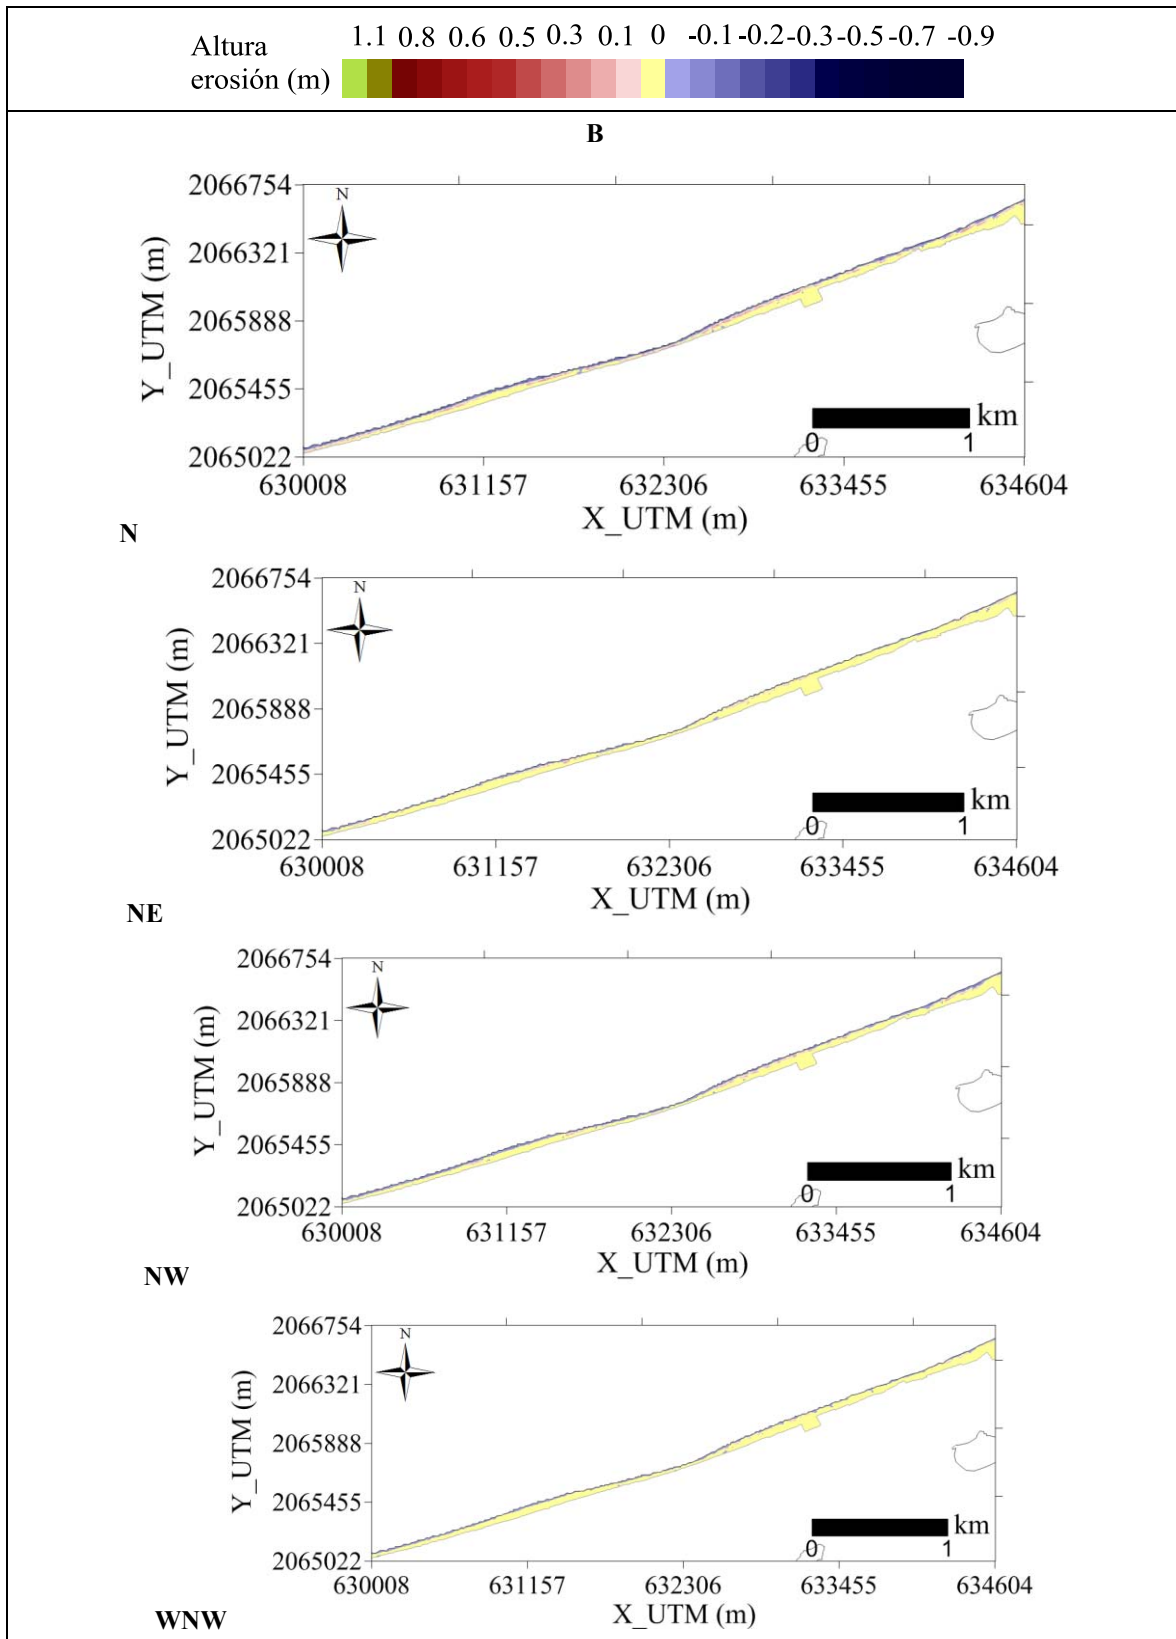 Altura
erosión (m)
1.1 0.8 0.6 0.5 0.3 0.1 0 -0.1 -0.2 -0.3 -0.5 -0.7 -0.9
B
2066754
2066321
2065888
2065455
2065022
Y_UTM (m)
N
km
0 1
630008 631157 632306 633455 634604
X_UTM (m)
N
2066754
2066321
2065888
2065455
2065022
Y_UTM (m)
N
km
0 1
630008 631157 632306 633455 634604
X_UTM (m)
NE
2066754
2066321
2065888
2065455
2065022
Y_UTM (m)
N
km
0 1
630008 631157 632306 633455 634604
X_UTM (m)
NW
2066754
2066321
2065888
2065455
2065022
Y_UTM (m)
N
km
0 1
630008 631157 632306 633455 634604
X_UTM (m)
WNW